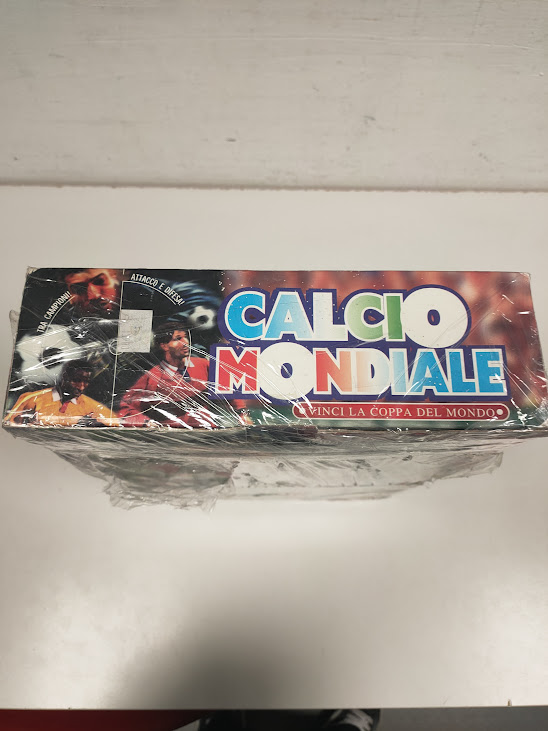 TRA CAMPIONI!
ATTACCO E DIFESA!
CALCIO
MONDIALE
VINCI LA COPPA DEL MONDO